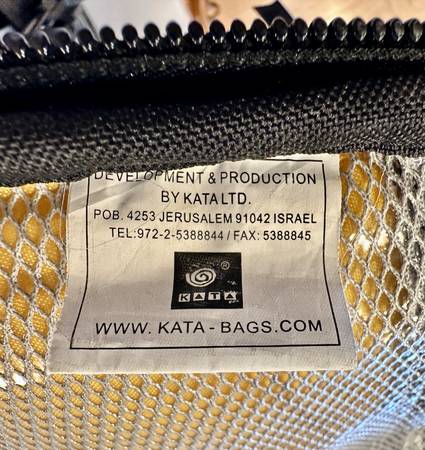 DEVELOPMENT & PRODUCTION
BY KATA LTD.
POB. 4253 JERUSALEM 91042 ISRAEL
TEL:972-2-5388844 / FAX: 5388845
®
KATA
WWW. KATA - BAGS.COM